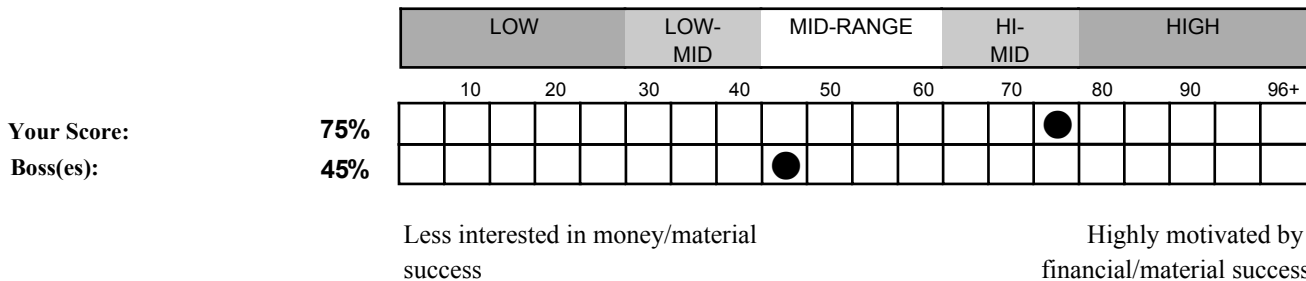 LOW LOW- MID-RANGE HI- HIGH
MID MID
10 20 30 40 50 60 70 80 90 96+
Your Score: 75%
Boss(es): 45%
Less interested in money/material Highly motivated by
success financial/material success